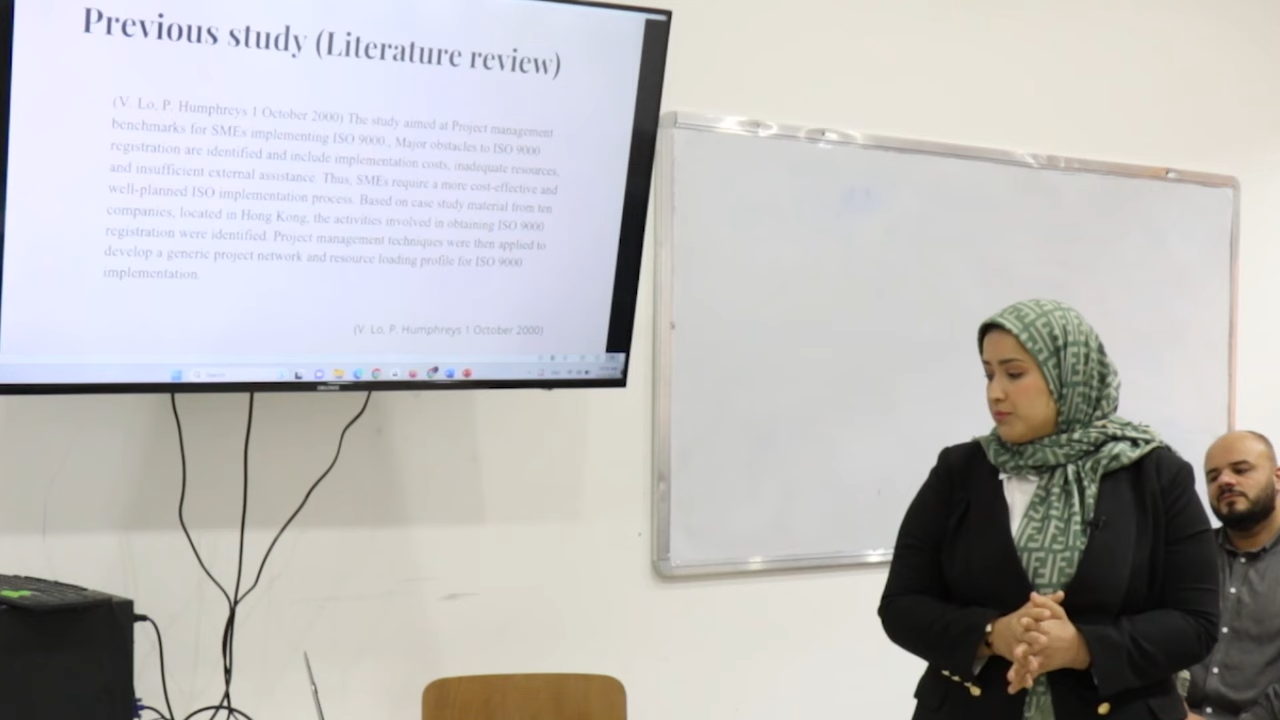 Previous study (Literature review)
(V. Lo, P. Humphreys 1 October 2000) The study aimed at Project management
benchmarks for SMEs implementing ISO 9000., Major obstacles to ISO 9000
registration are identified and include implementation costs, inadequate resources,
and insufficient external assistance. Thus, SMEs require a more cost-effective and
well-planned ISO implementation process. Based on case study material from ten
companies, located in Hong Kong, the activities involved in obtaining ISO 9000
registration were identified. Project management techniques were then applied to
develop a generic project network and resource loading profile for ISO 9000
implementation.
(V. Lo, P. Humphreys 1 October 2000)
Search